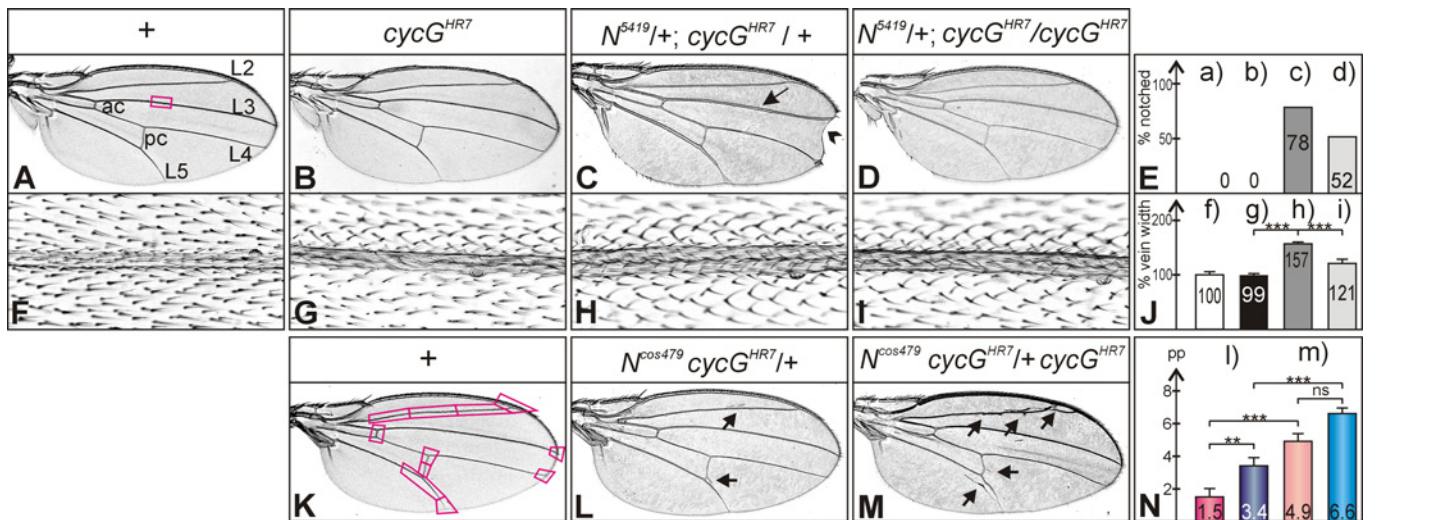 + cycG^HR7 N^5419/+; cycG^HR7 / + N^5419/+; cycG^HR7/cycG^HR7
L2
L3
ac
pc
L4
L5
A B C D
% notched
100
50
a) b) c) d)
0 0 78 52
E
F G H I
% vein width
200
100
f) g) h) i)
*** ***
100 99 157 121
J
+ N^cos479 cycG^HR7/+ N^cos479 cycG^HR7/+ cycG^HR7
K L M
pp
8
6
4
2
l) m)
***
ns
***
**
1.5 3.4 4.9 6.6
N